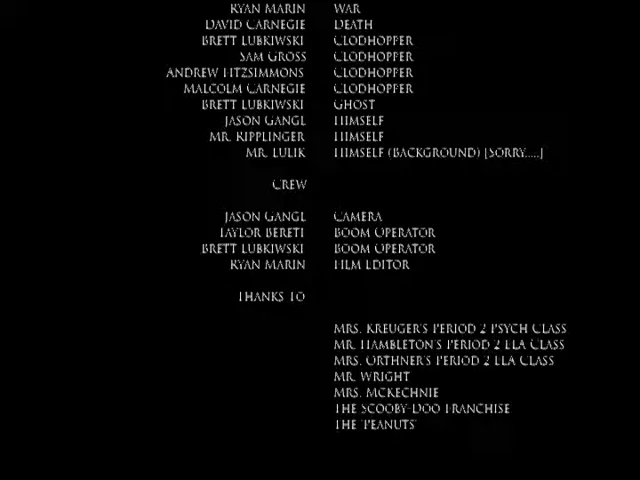 RYAN MARIN WAR
DAVID CARNEGIE DEATH
BRETT LUBKIWSKI CLODHOPPER
SAM GROSS CLODHOPPER
ANDREW FITZSIMMONS CLODHOPPER
MALCOLM CARNEGIE CLODHOPPER
BRETT LUBKIWSKI GHOST
JASON GANGL HIMSELF
MR. KIPPLINGER HIMSELF
MR. LULIK HIMSELF (BACKGROUND) [SORRY.....]
CREW
JASON GANGL CAMERA
TAYLOR BERETI BOOM OPERATOR
BRETT LUBKIWSKI BOOM OPERATOR
RYAN MARIN FILM EDITOR
THANKS TO
MRS. KREUGER'S PERIOD 2 PSYCH CLASS
MR. HAMBLETON'S PERIOD 2 ELA CLASS
MRS. ORTHNER'S PERIOD 2 ELA CLASS
MR. WRIGHT
MRS. MCKECHNIE
THE SCOOBY-DOO FRANCHISE
THE 'PEANUTS'